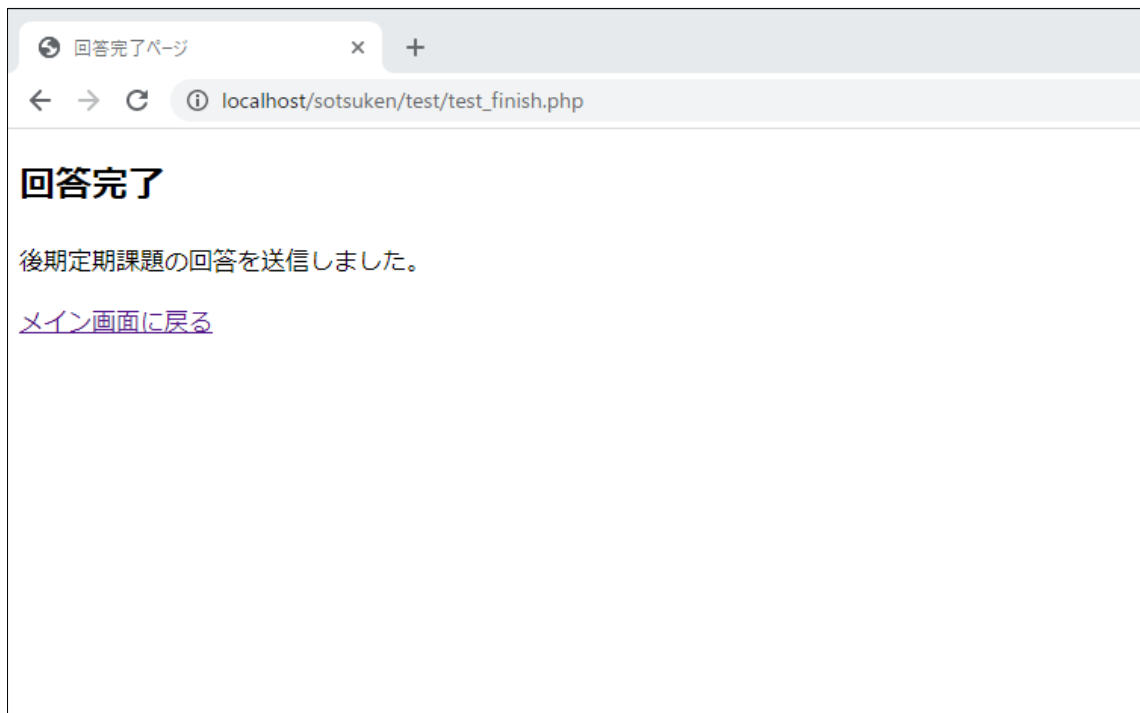 回答完了ページ
localhost/sotsuken/test/test_finish.php
回答完了
後期定期課題の回答を送信しました。
メイン画面に戻る